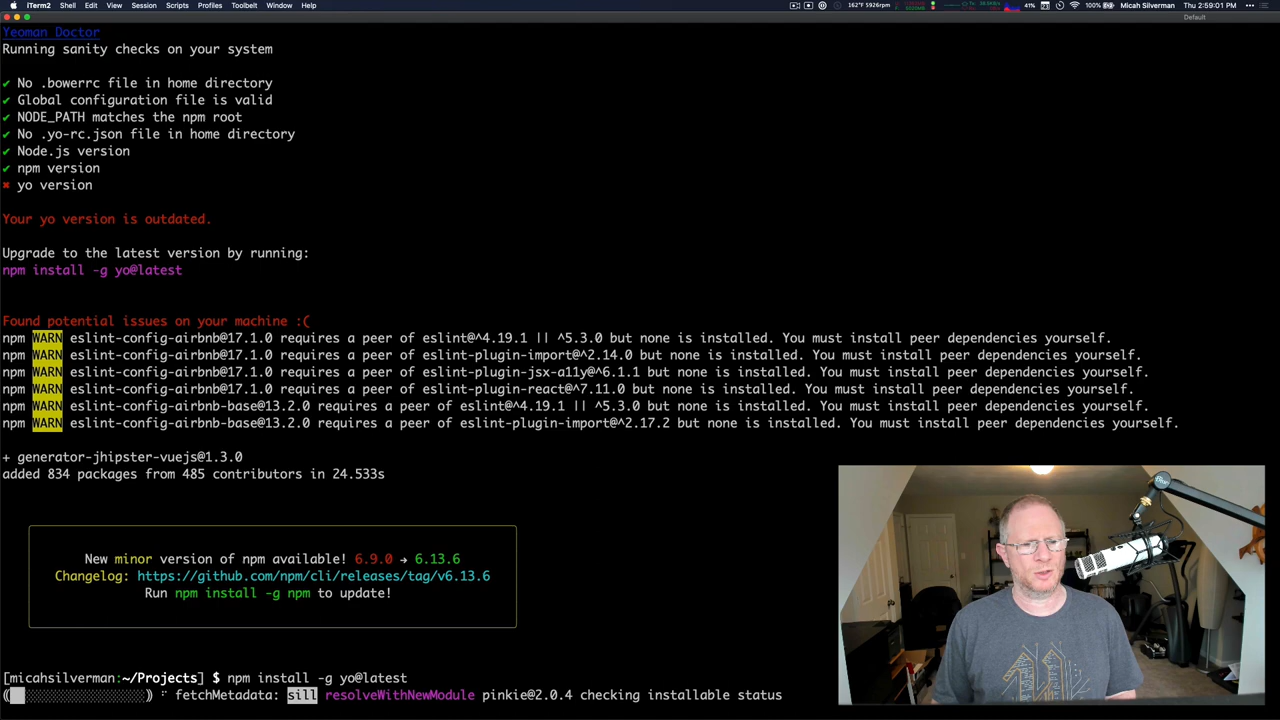 iTerm2 Shell Edit View Session Scripts Profiles Toolbelt Window Help 162°F 5926rpm 41% 100% Micah Silverman Thu 2:59:01 PM
Default
Yeoman Doctor
Running sanity checks on your system
✔ No .bowerrc file in home directory
✔ Global configuration file is valid
✔ NODE_PATH matches the npm root
✔ No .yo-rc.json file in home directory
✔ Node.js version
✔ npm version
✖ yo version
Your yo version is outdated.
Upgrade to the latest version by running:
npm install -g yo@latest
Found potential issues on your machine :(
npm WARN eslint-config-airbnb@17.1.0 requires a peer of eslint@^4.19.1 || ^5.3.0 but none is installed. You must install peer dependencies yourself.
npm WARN eslint-config-airbnb@17.1.0 requires a peer of eslint-plugin-import@^2.14.0 but none is installed. You must install peer dependencies yourself.
npm WARN eslint-config-airbnb@17.1.0 requires a peer of eslint-plugin-jsx-a11y@^6.1.1 but none is installed. You must install peer dependencies yourself.
npm WARN eslint-config-airbnb@17.1.0 requires a peer of eslint-plugin-react@^7.11.0 but none is installed. You must install peer dependencies yourself.
npm WARN eslint-config-airbnb-base@13.2.0 requires a peer of eslint@^4.19.1 || ^5.3.0 but none is installed. You must install peer dependencies yourself.
npm WARN eslint-config-airbnb-base@13.2.0 requires a peer of eslint-plugin-import@^2.17.2 but none is installed. You must install peer dependencies yourself.
+ generator-jhipster-vuejs@1.3.0
added 834 packages from 485 contributors in 24.533s
New minor version of npm available! 6.9.0 → 6.13.6
Changelog: https://github.com/npm/cli/releases/tag/v6.13.6
Run npm install -g npm to update!
[micahsilverman:~/Projects] $ npm install -g yo@latest
fetchMetadata: sill resolveWithNewModule pinkie@2.0.4 checking installable status